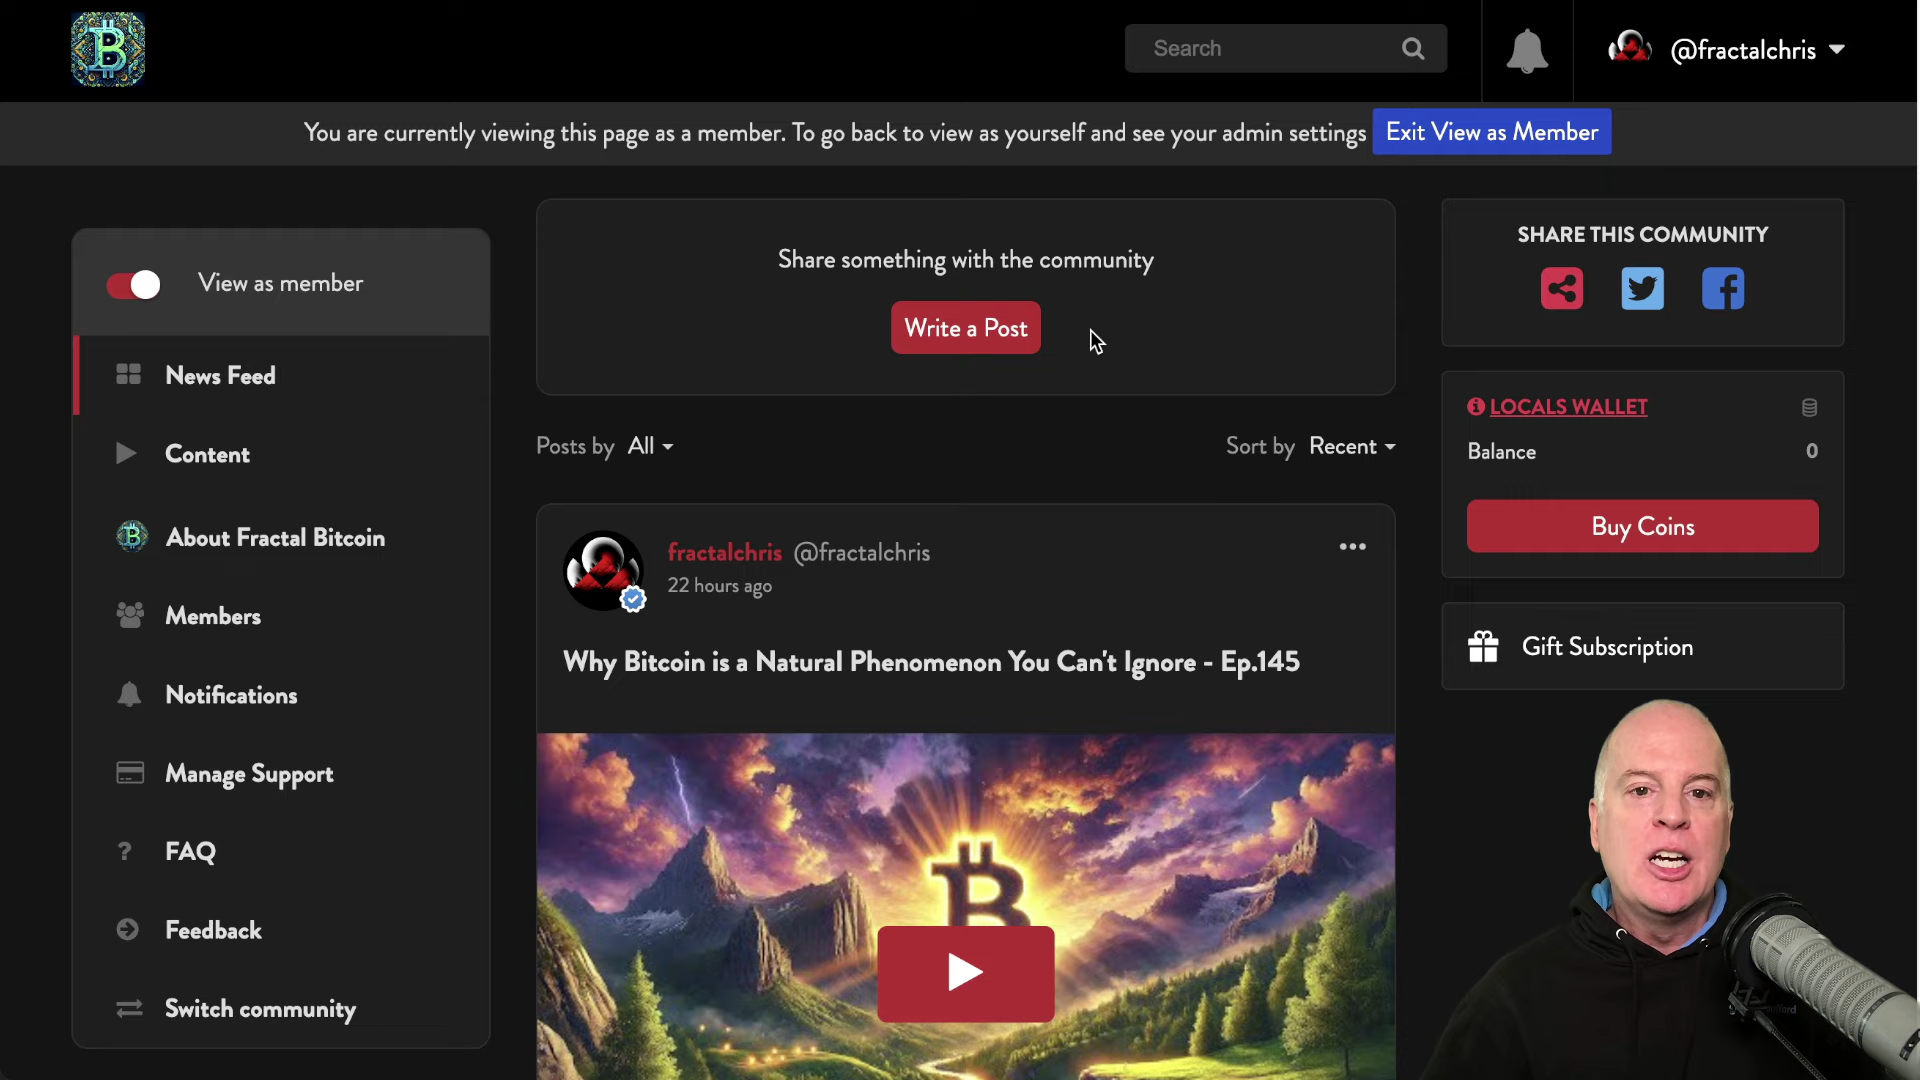 Search
@fractalchris
You are currently viewing this page as a member. To go back to view as yourself and see your admin settings
Exit View as Member
View as member
News Feed
Content
About Fractal Bitcoin
Members
Notifications
Manage Support
FAQ
Feedback
Switch community
Share something with the community
Write a Post
Posts by All
Sort by Recent
fractalchris @fractalchris
22 hours ago
Why Bitcoin is a Natural Phenomenon You Can't Ignore - Ep.145
SHARE THIS COMMUNITY
LOCALS WALLET
Balance 0
Buy Coins
Gift Subscription